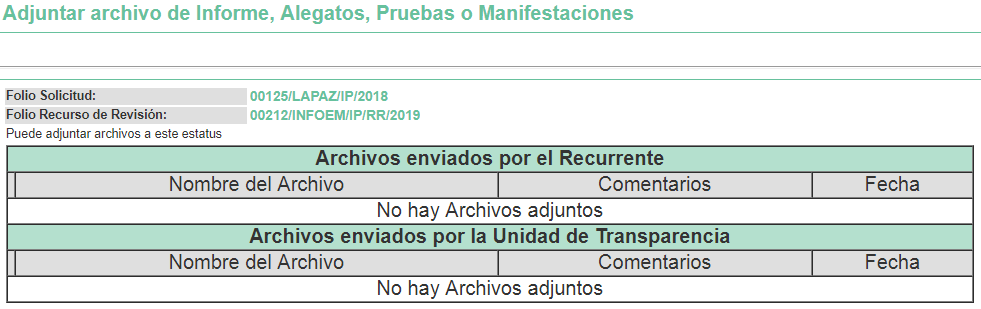 Adjuntar archivo de Informe, Alegatos, Pruebas o Manifestaciones
Folio Solicitud: 00125/LAPAZ/IP/2018
Folio Recurso de Revisión: 00212/INFOEM/IP/RR/2019
Puede adjuntar archivos a este estatus
Archivos enviados por el Recurrente
Nombre del Archivo Comentarios Fecha
No hay Archivos adjuntos
Archivos enviados por la Unidad de Transparencia
Nombre del Archivo Comentarios Fecha
No hay Archivos adjuntos